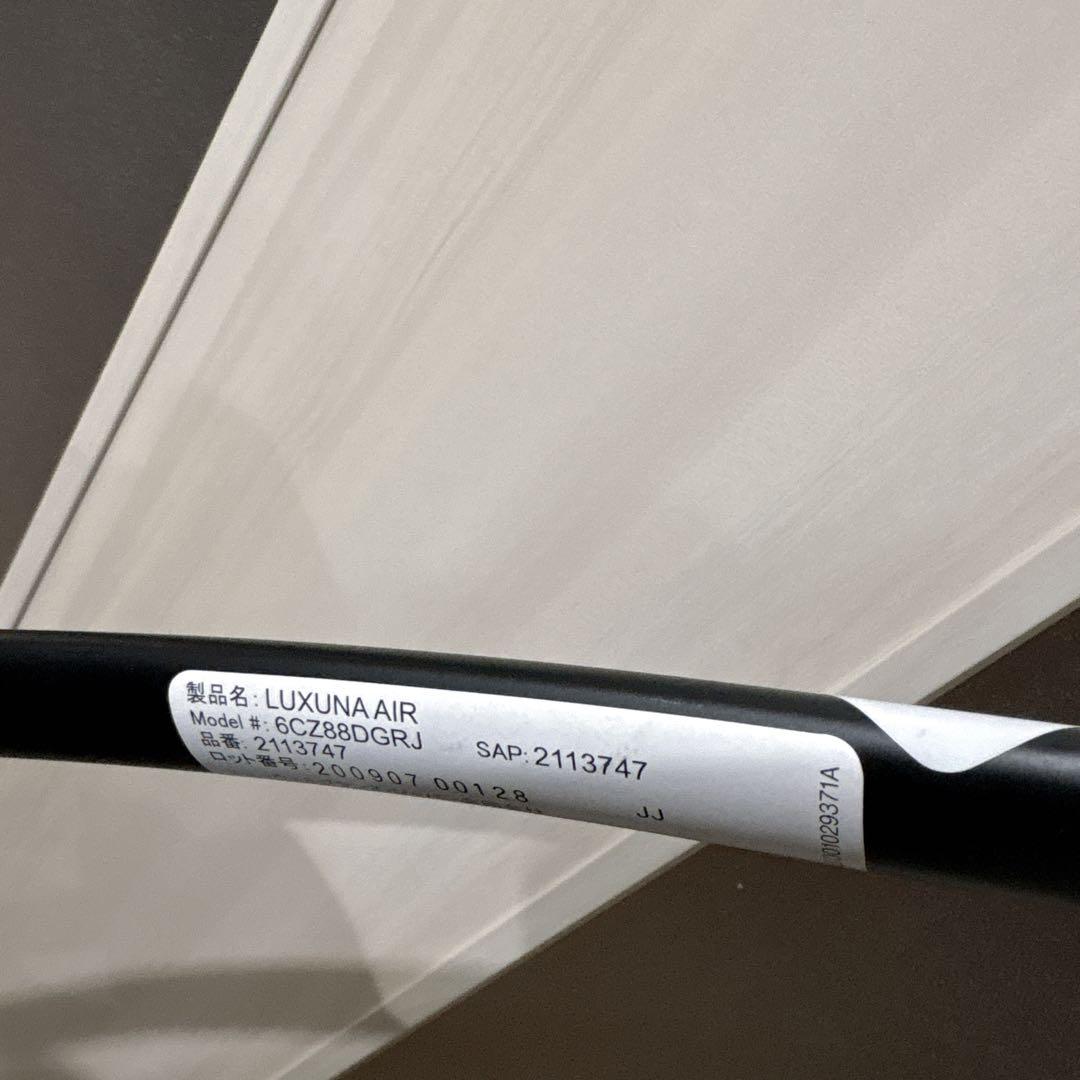 製品名: LUXUNA AIR
Model #: 6CZ88DGRJ
品番: 2113747
SAP: 2113747
ロット番号: 200907 00128
JJ